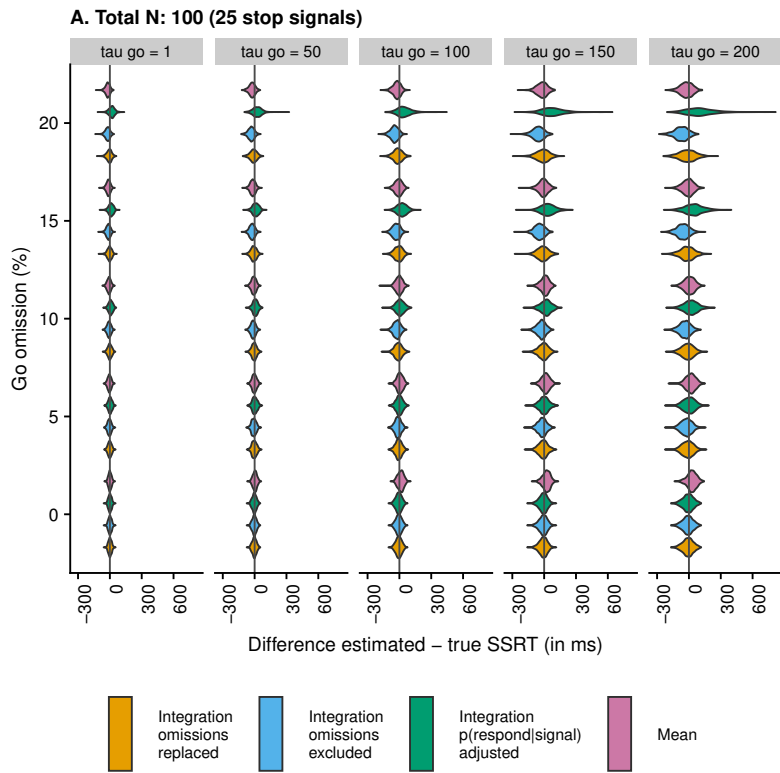 A. Total N: 100 (25 stop signals)
tau go = 1
tau go = 50
tau go = 100
tau go = 150
tau go = 200
Go omission (%)
20
15
10
5
0
−300 0 300 600
−300 0 300 600
−300 0 300 600
−300 0 300 600
−300 0 300 600
Difference estimated − true SSRT (in ms)
Integration
omissions
replaced
Integration
omissions
excluded
Integration
p(respond|signal)
adjusted
Mean